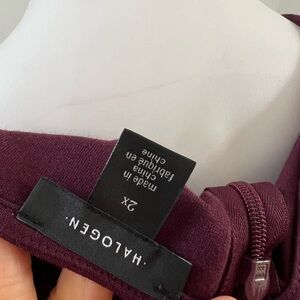 ·HALOGEN·
2X
made in
china
fabriqué en
chine